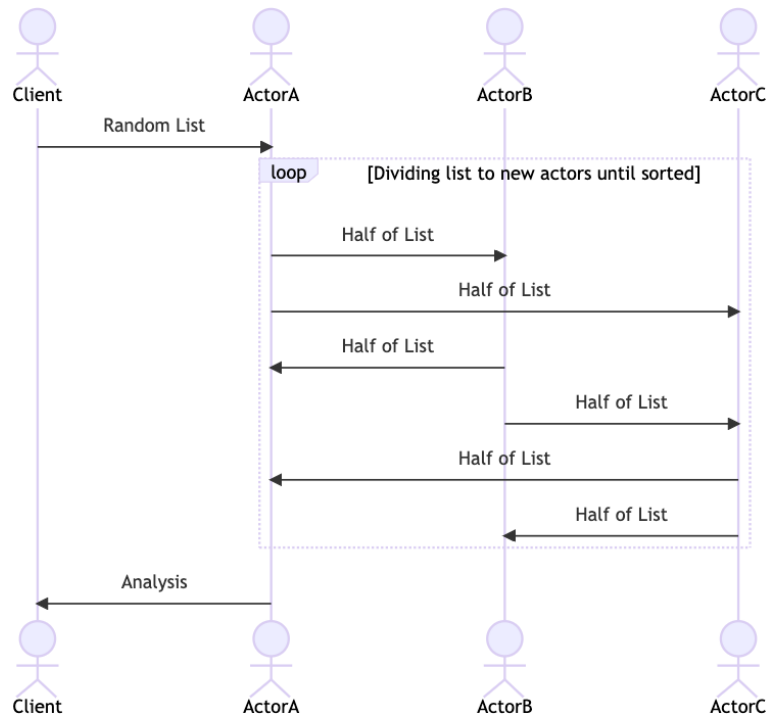 Client ActorA ActorB ActorC
Random List
loop [Dividing list to new actors until sorted]
Half of List
Half of List
Half of List
Half of List
Half of List
Half of List
Analysis
Client ActorA ActorB ActorC